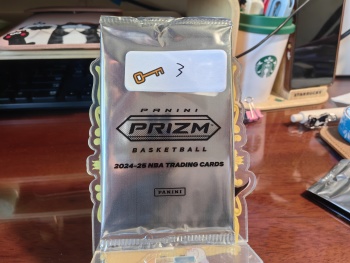 3
PANINI
PRIZM
BASKETBALL
2024-25 NBA TRADING CARDS
PANINI